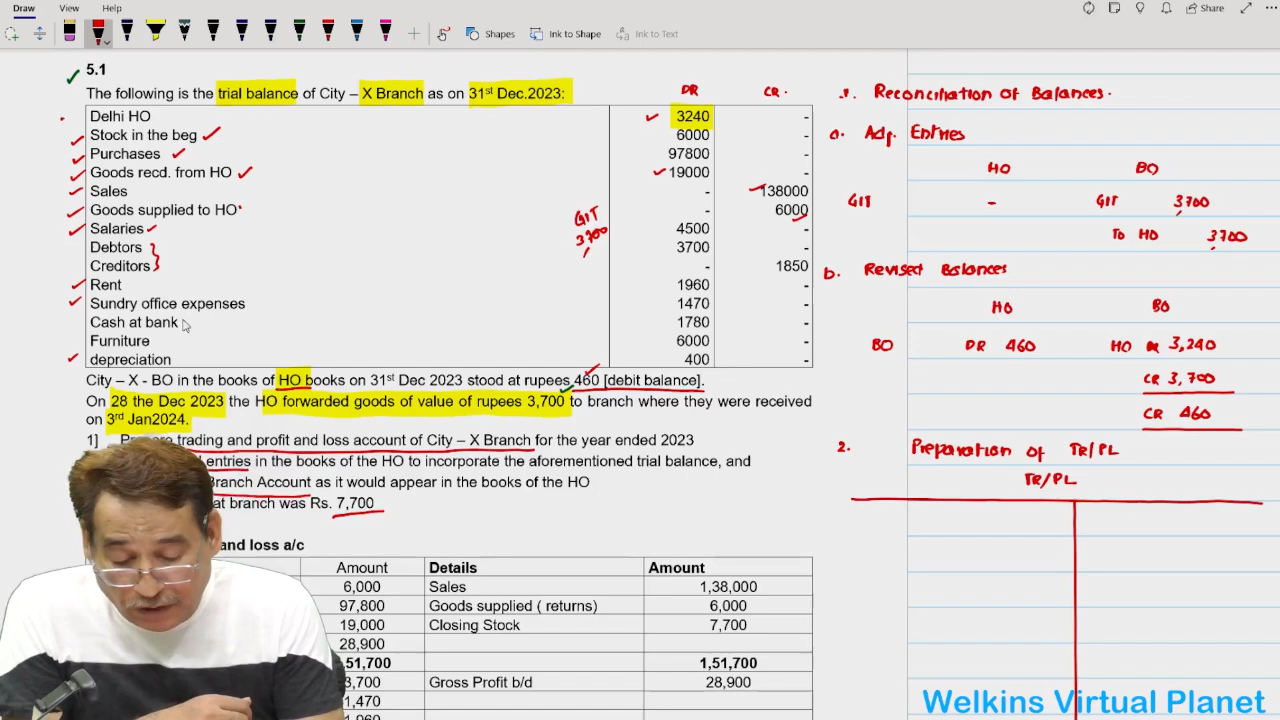 Draw View Help
Share
Shapes Ink to Shape Ink to Text
5.1
The following is the trial balance of City – X Branch as on 31st Dec.2023:
DR CR.
Delhi HO 3240 -
Stock in the beg 6000 -
Purchases 97800 -
Goods recd. from HO 19000 -
Sales - 138000
Goods supplied to HO - 6000
GIT 3700
Salaries 4500 -
Debtors 3700 -
Creditors - 1850
Rent 1960 -
Sundry office expenses 1470 -
Cash at bank 1780 -
Furniture 6000 -
depreciation 400 -
City – X - BO in the books of HO books on 31st Dec 2023 stood at rupees 460 [debit balance].
On 28 the Dec 2023 the HO forwarded goods of value of rupees 3,700 to branch where they were received
on 3rd Jan2024.
1] trading and profit and loss account of City – X Branch for the year ended 2023
entries in the books of the HO to incorporate the aforementioned trial balance, and
Branch Account as it would appear in the books of the HO
at branch was Rs. 7,700
and loss a/c
Amount Details Amount
6,000 Sales 1,38,000
97,800 Goods supplied ( returns) 6,000
19,000 Closing Stock 7,700
28,900
51,700 1,51,700
3,700 Gross Profit b/d 28,900
1,470
1,960
1. Reconciliation of Balances.
a. Adj. Entries
HO BO
GIT - GIT 3700
To HO 3700
b. Revised Balances
HO BO
BO DR 460 HO 3,240
CR 3,700
CR 460
2. Preparation of TR/PL
TR/PL
Welkins Virtual Planet